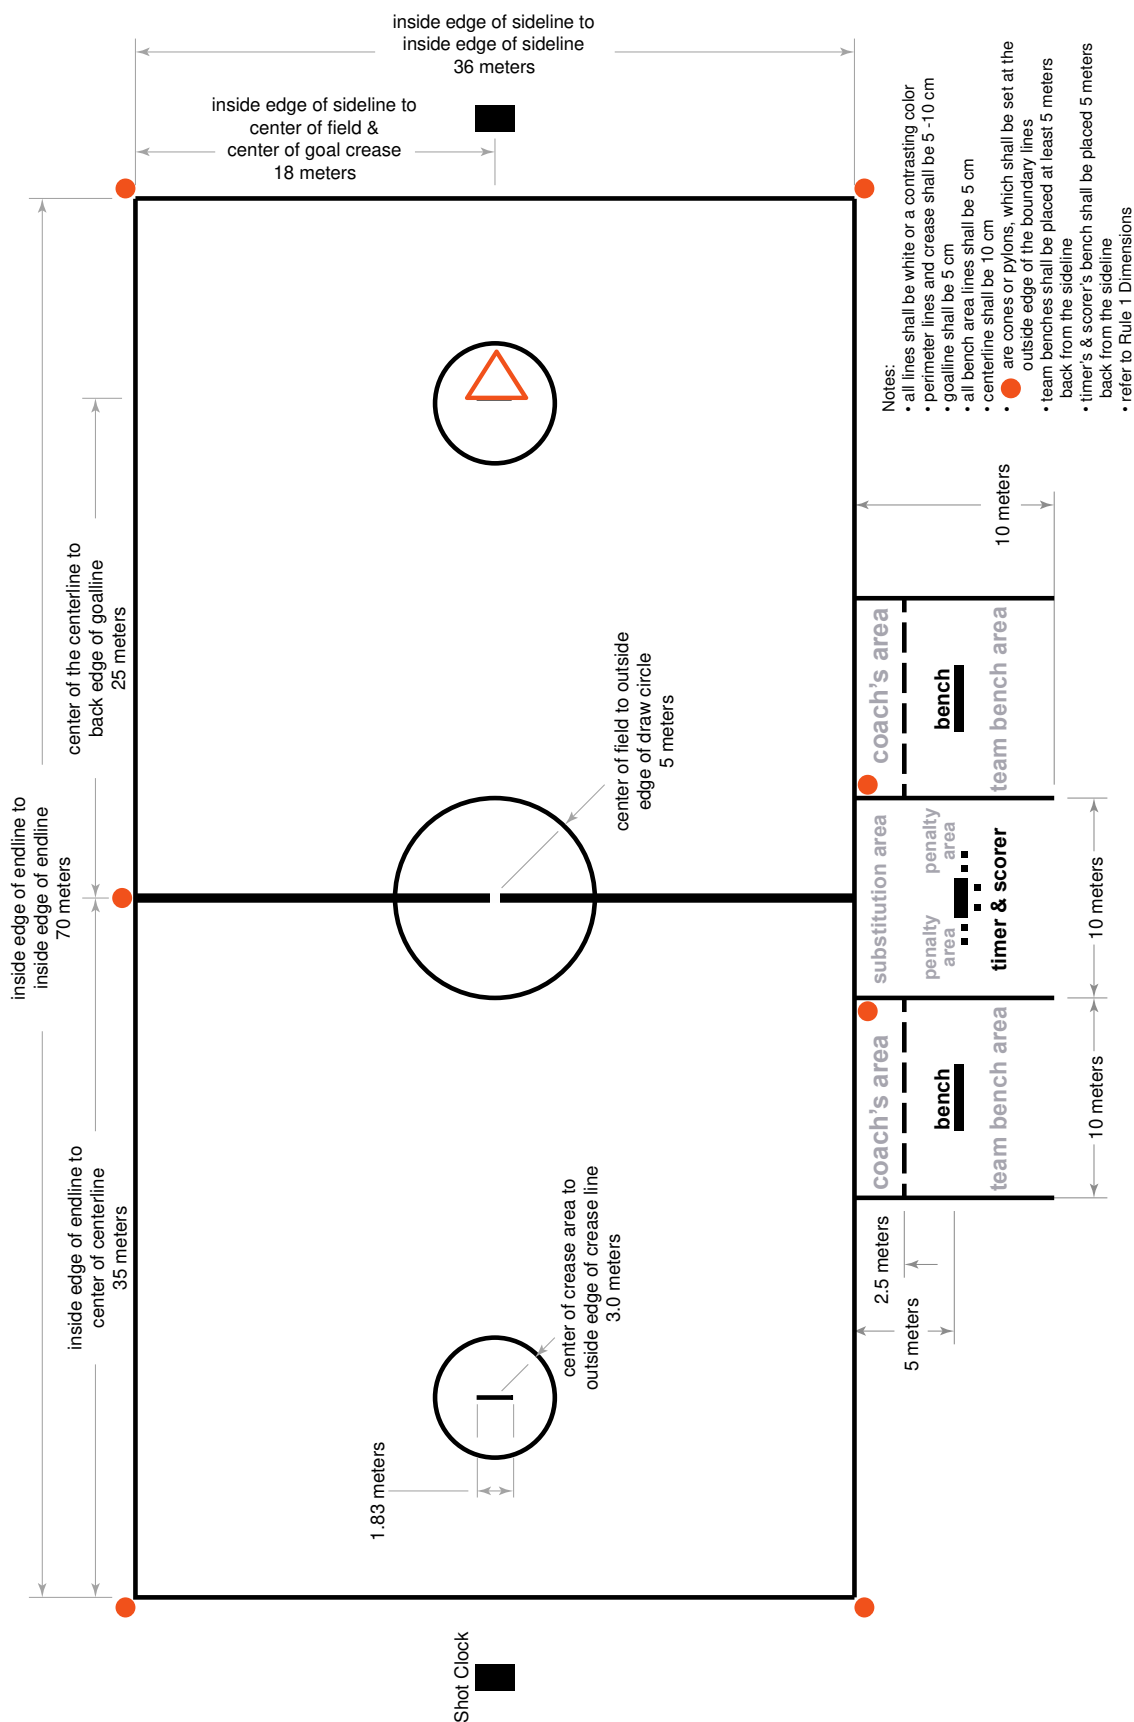 inside edge of sideline to
inside edge of sideline
36 meters
inside edge of sideline to
center of field &
center of goal crease
18 meters
inside edge of endline to
inside edge of endline
70 meters
center of the centerline to
back edge of goalline
25 meters
inside edge of endline to
center of centerline
35 meters
center of field to outside
edge of draw circle
5 meters
center of crease area to
outside edge of crease line
3.0 meters
1.83 meters
Shot Clock
coach's area
bench
team bench area
substitution area
penalty
area
penalty
area
timer & scorer
coach's area
bench
team bench area
2.5 meters
5 meters
10 meters
10 meters
10 meters
Notes:
• all lines shall be white or a contrasting color
• perimeter lines and crease shall be 5 -10 cm
• goalline shall be 5 cm
• all bench area lines shall be 5 cm
• centerline shall be 10 cm
• are cones or pylons, which shall be set at the
outside edge of the boundary lines
• team benches shall be placed at least 5 meters
back from the sideline
• timer's & scorer's bench shall be placed 5 meters
back from the sideline
• refer to Rule 1 Dimensions